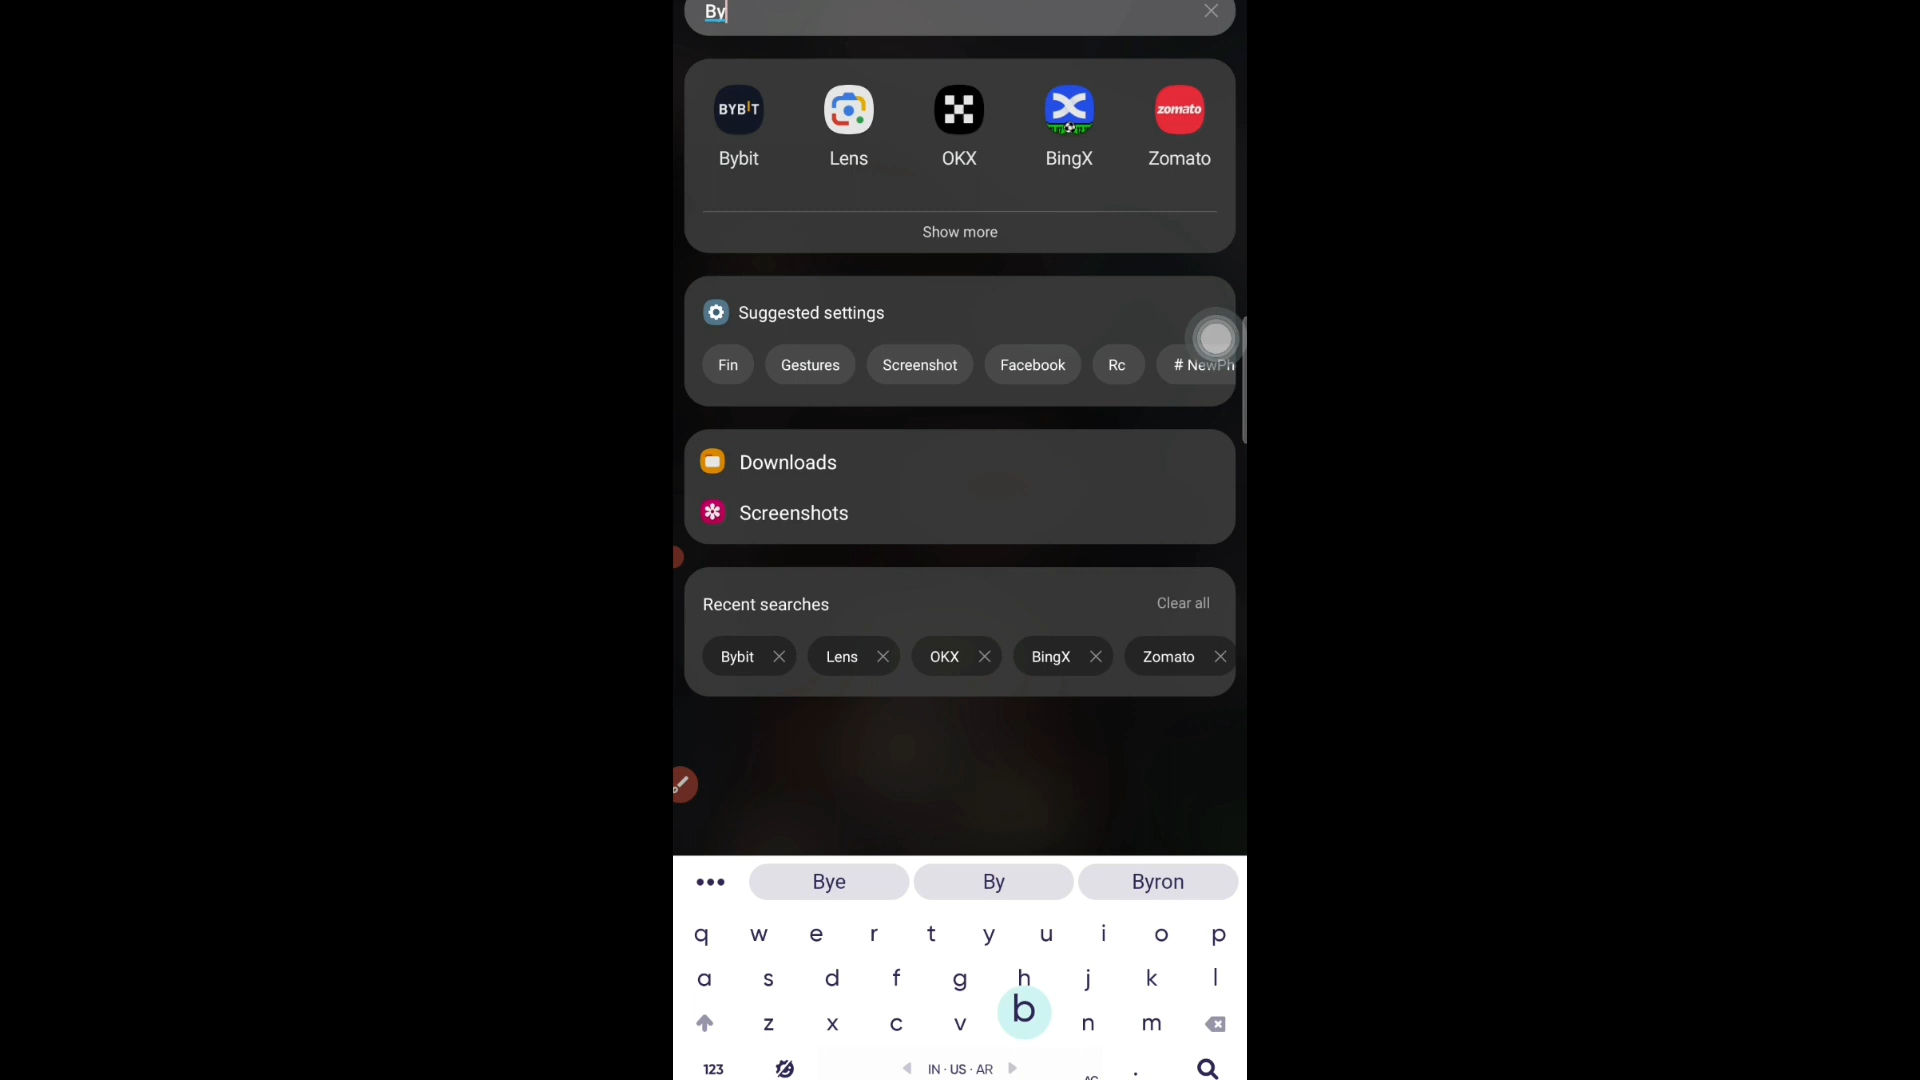 By
BYBIT zomato
Bybit Lens OKX BingX Zomato
Show more
Suggested settings
Fin Gestures Screenshot Facebook Rc # NewPh
Downloads
Screenshots
Recent searches Clear all
Bybit Lens OKX BingX Zomato
Bye By Byron
q w e r t y u i o p
a s d f g h j k l
z x c v b n m
123 IN · US · AR .